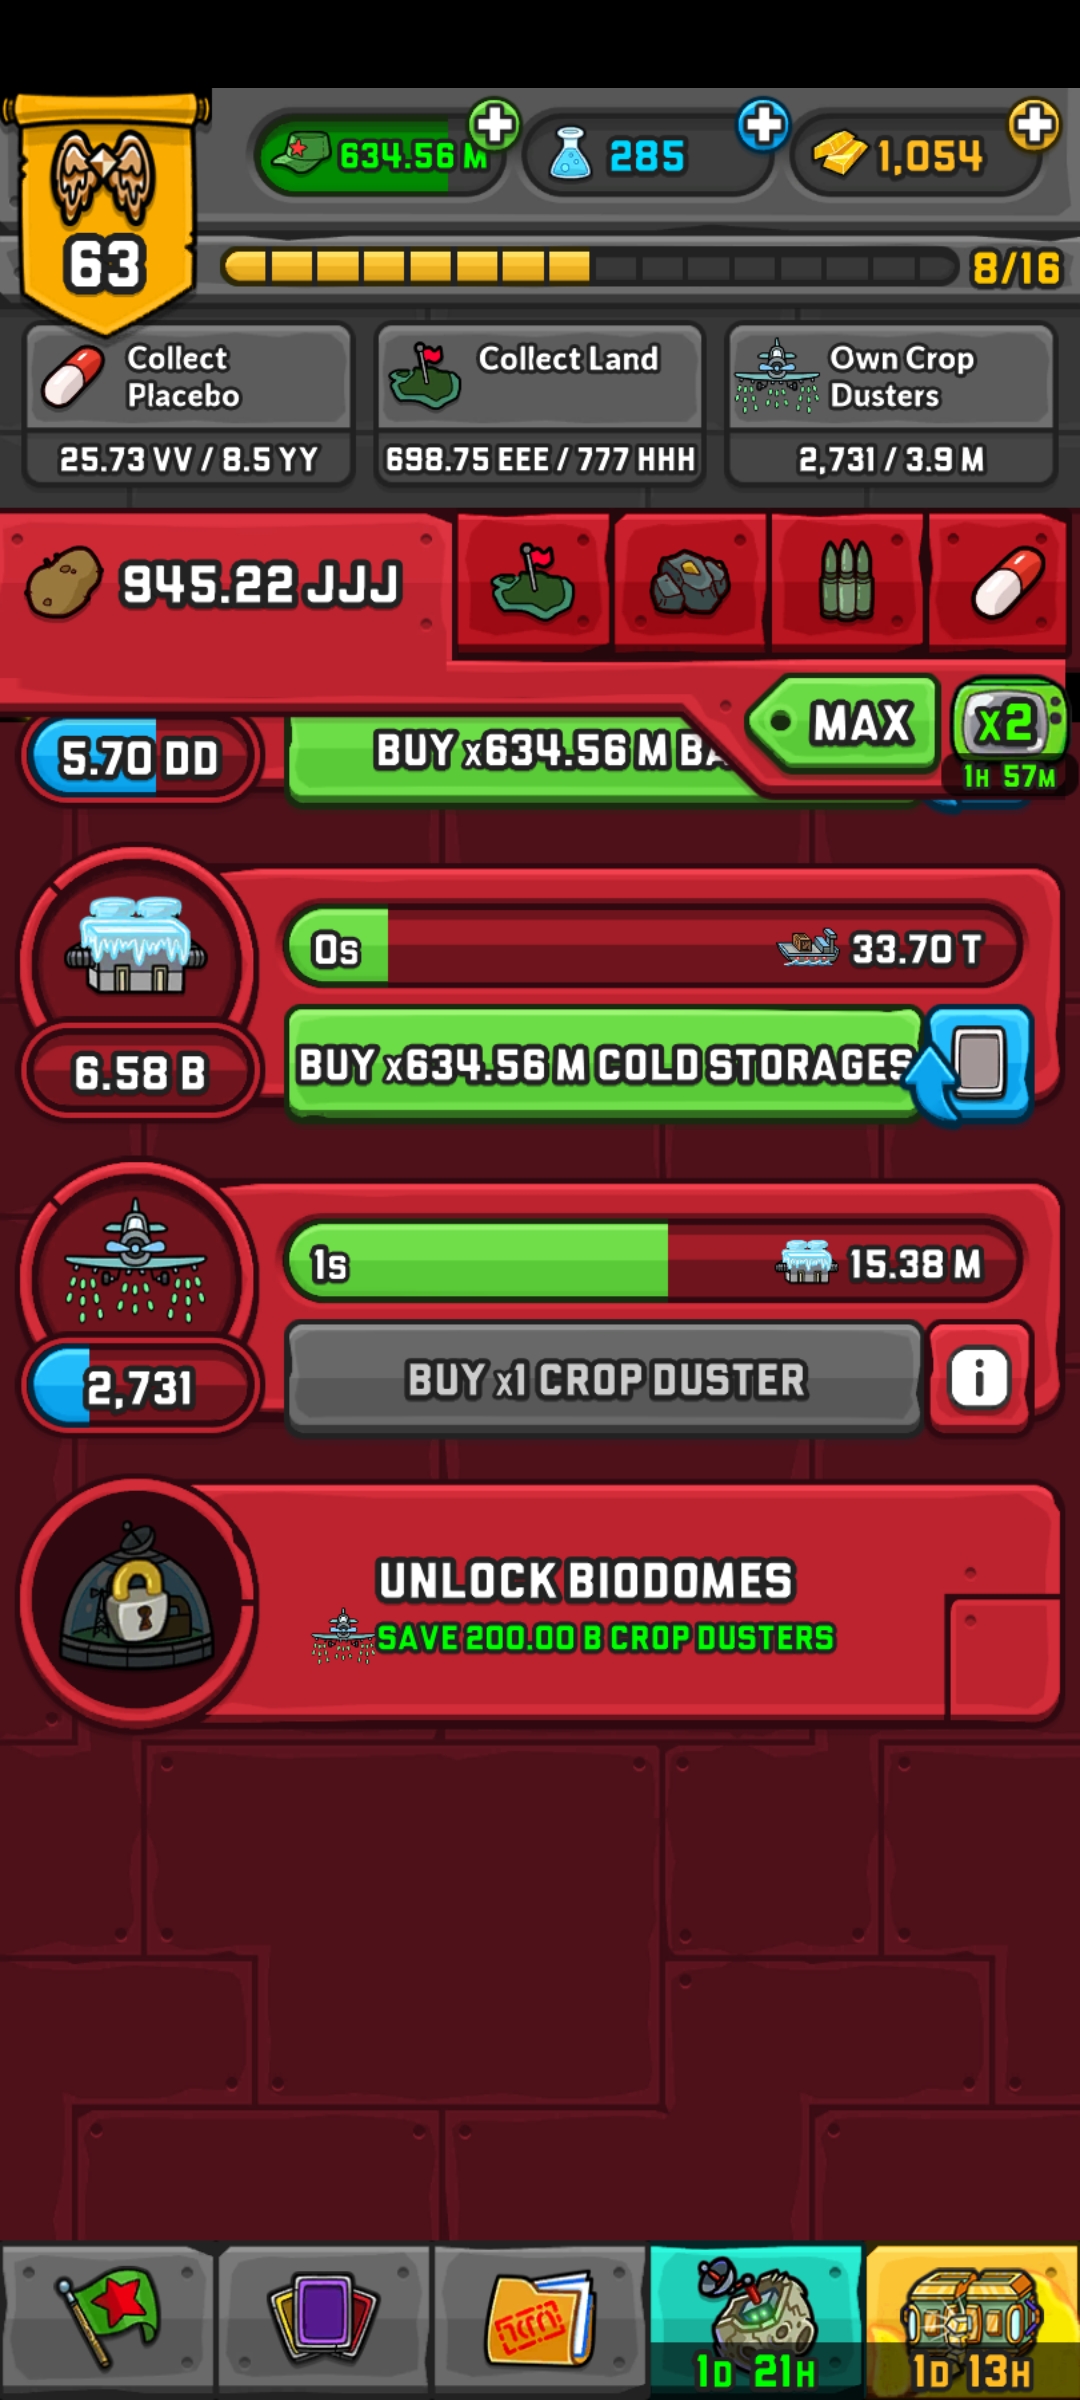 634.56 M
285
1,054
63
8/16
Collect
Placebo
25.73 VV / 8.5 YY
Collect Land
698.75 EEE / 777 HHH
Own Crop
Dusters
2,731 / 3.9 M
945.22 JJJ
MAX
x2
1H 57M
5.70 DD
BUY x634.56 M
0s
33.70 T
6.58 B
BUY x634.56 M COLD STORAGES
1s
15.38 M
2,731
BUY x1 CROP DUSTER
i
UNLOCK BIODOMES
SAVE 200.00 B CROP DUSTERS
1D 21H
1D 13H